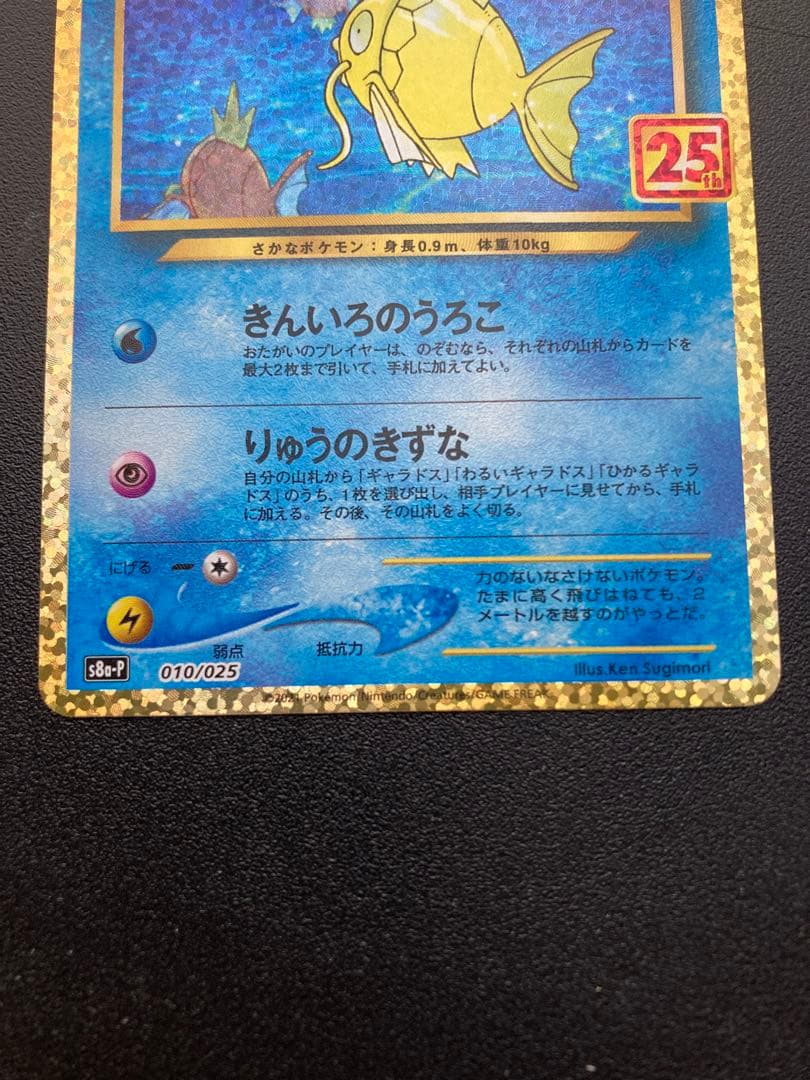 25th
さかなポケモン：身長0.9m、体重10kg
きんいろのうろこ
おたがいのプレイヤーは、のぞむなら、それぞれの山札からカードを
最大2枚まで引いて、手札に加えてよい。
りゅうのきずな
自分の山札から「ギャラドス」「わるいギャラドス」「ひかるギャラ
ドス」のうち、1枚を選び出し、相手プレイヤーに見せてから、手札
に加える。その後、その山札をよく切る。
にげる
力のないなさけないポケモン。
たまに高く飛びはねても、2
メートルを越すのがやっとだ。
弱点
抵抗力
s8a-P 010/025
Illus.Ken Sugimori
©2021 Pokémon/Nintendo/Creatures/GAME FREAK.